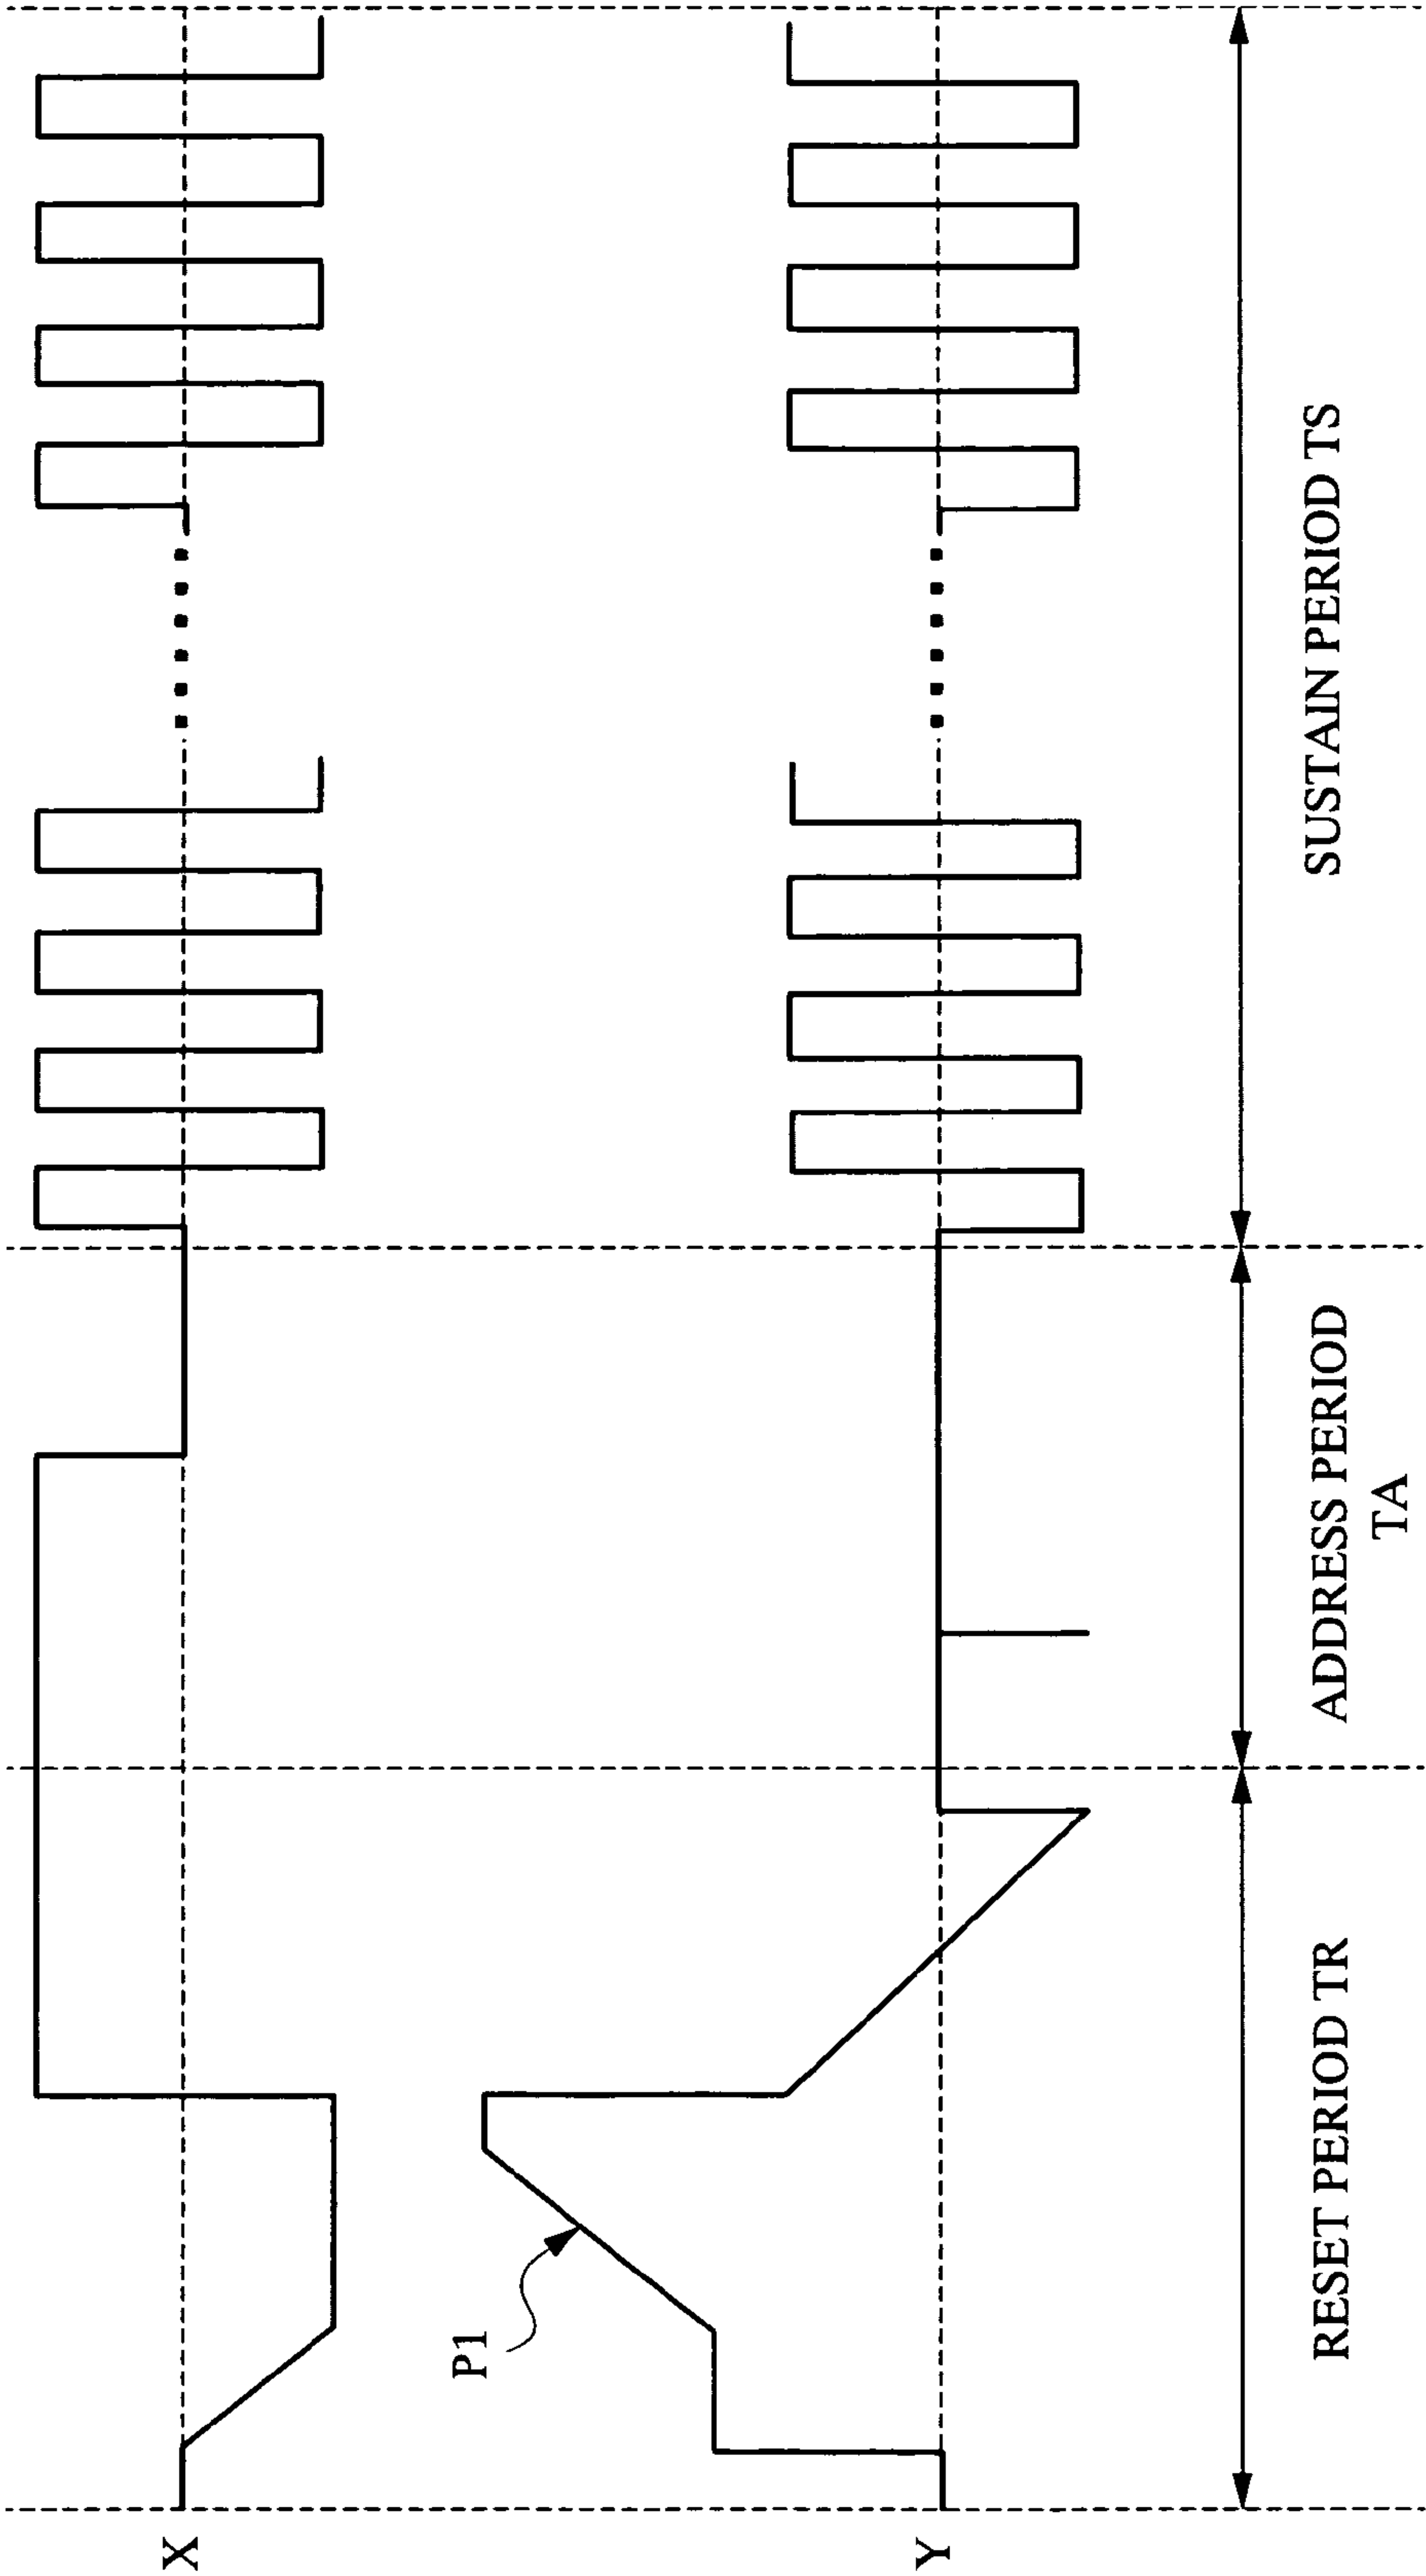 X
P1
Y
RESET PERIOD TR
ADDRESS PERIOD
TA
SUSTAIN PERIOD TS